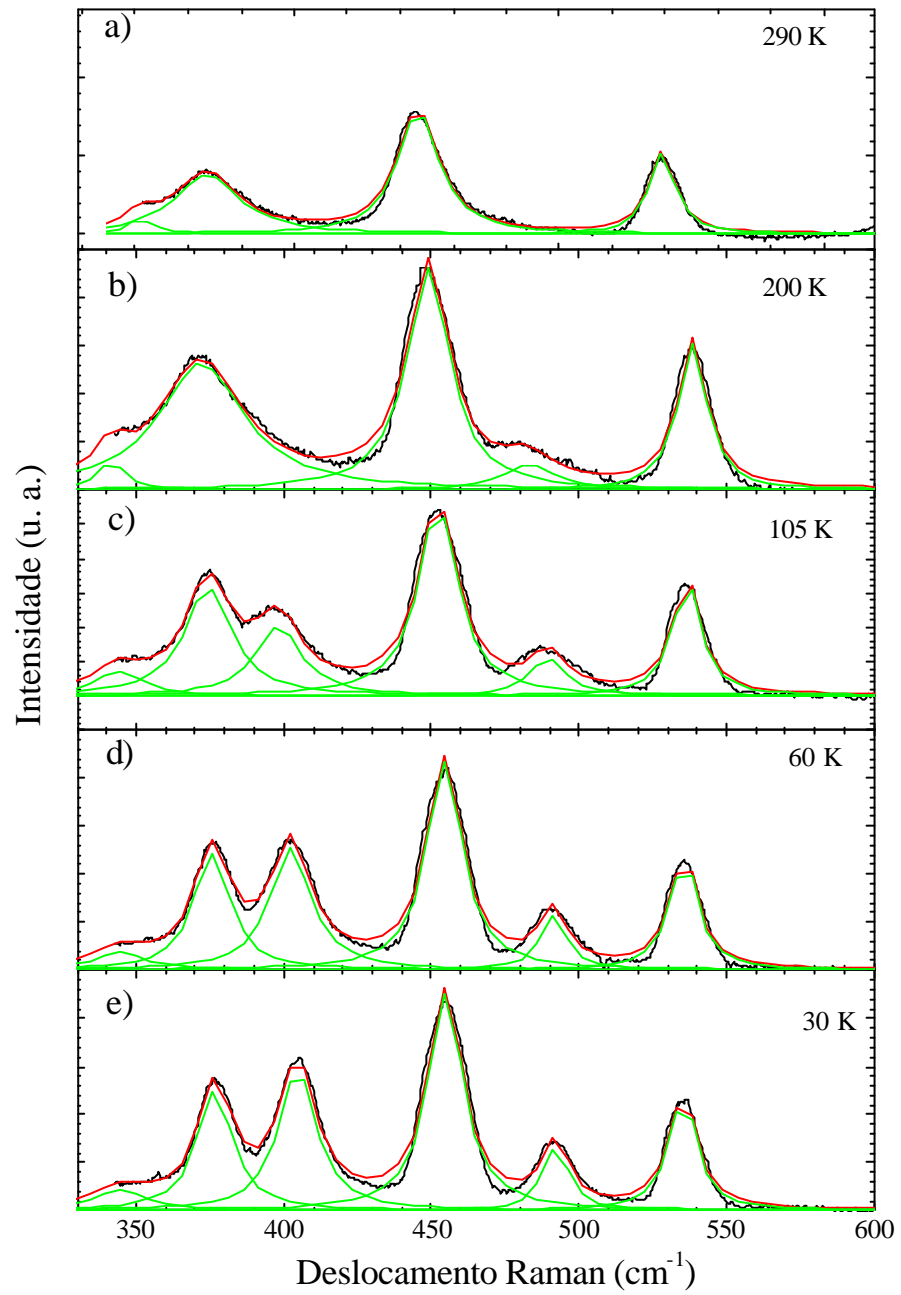 a)
290 K
b)
200 K
c)
105 K
d)
60 K
e)
30 K
Intensidade (u. a.)
350 400 450 500 550 600
Deslocamento Raman (cm⁻¹)